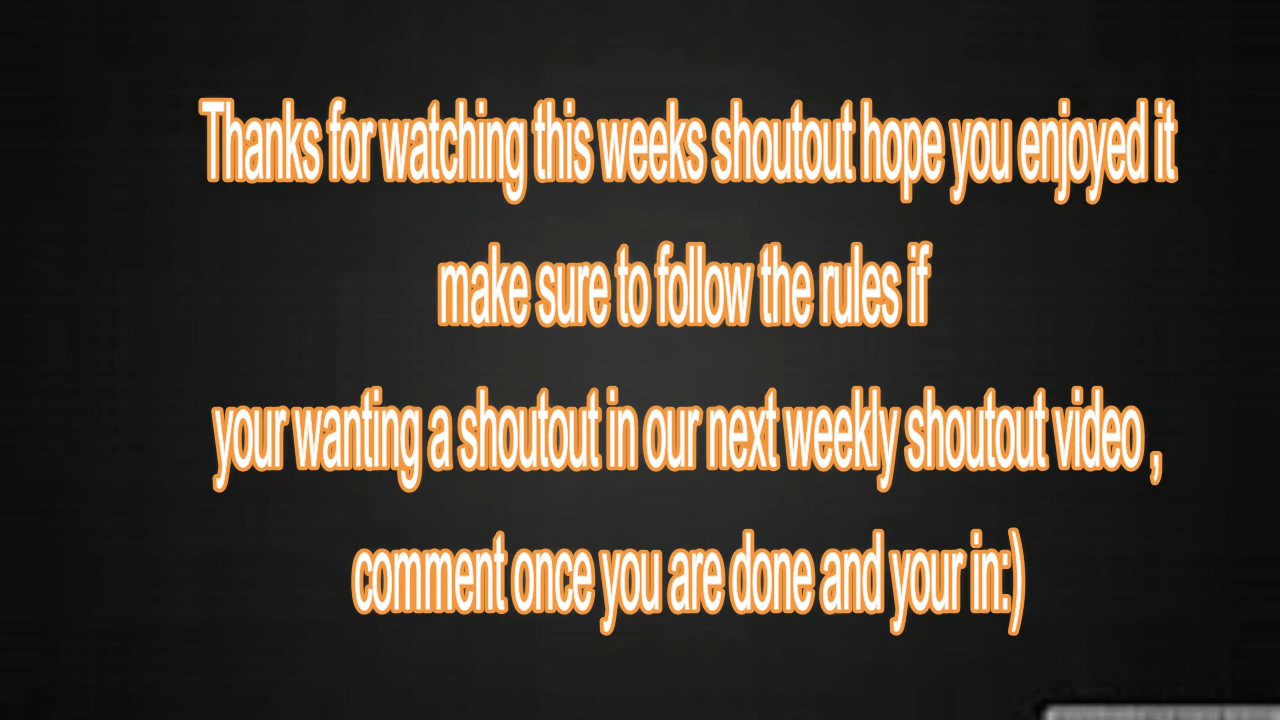 Thanks for watching this weeks shoutout hope you enjoyed it
make sure to follow the rules if
your wanting a shoutout in our next weekly shoutout video ,
comment once you are done and your in:)